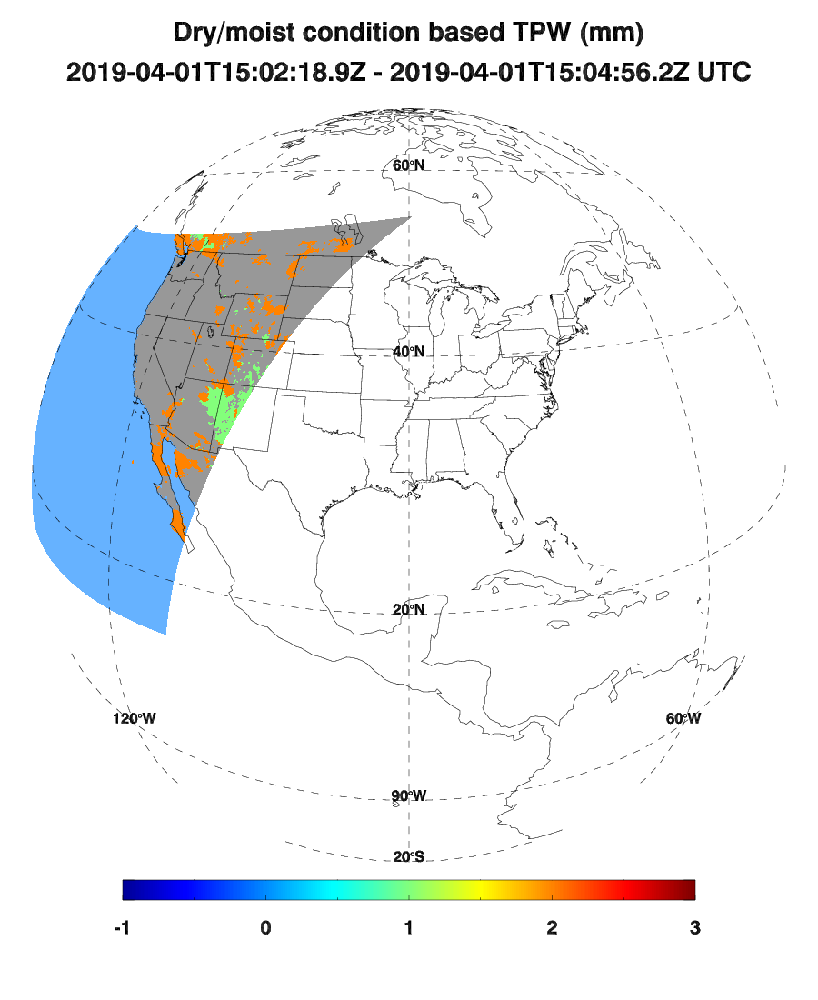 Dry/moist condition based TPW (mm)
2019-04-01T15:02:18.9Z - 2019-04-01T15:04:56.2Z UTC
60°N
40°N
20°N
120°W
60°W
90°W
20°S
-1 0 1 2 3